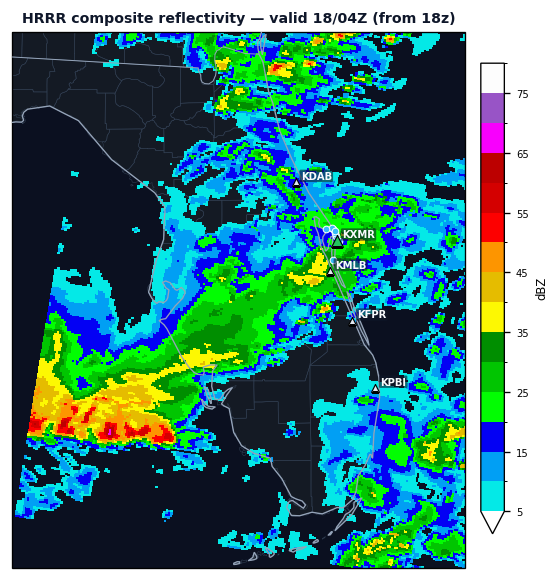 HRRR composite reflectivity — valid 18/04Z (from 18z)
KDAB
KXMR
KMLB
KFPR
KPBI
75
65
55
45
35
25
15
5
dBZ